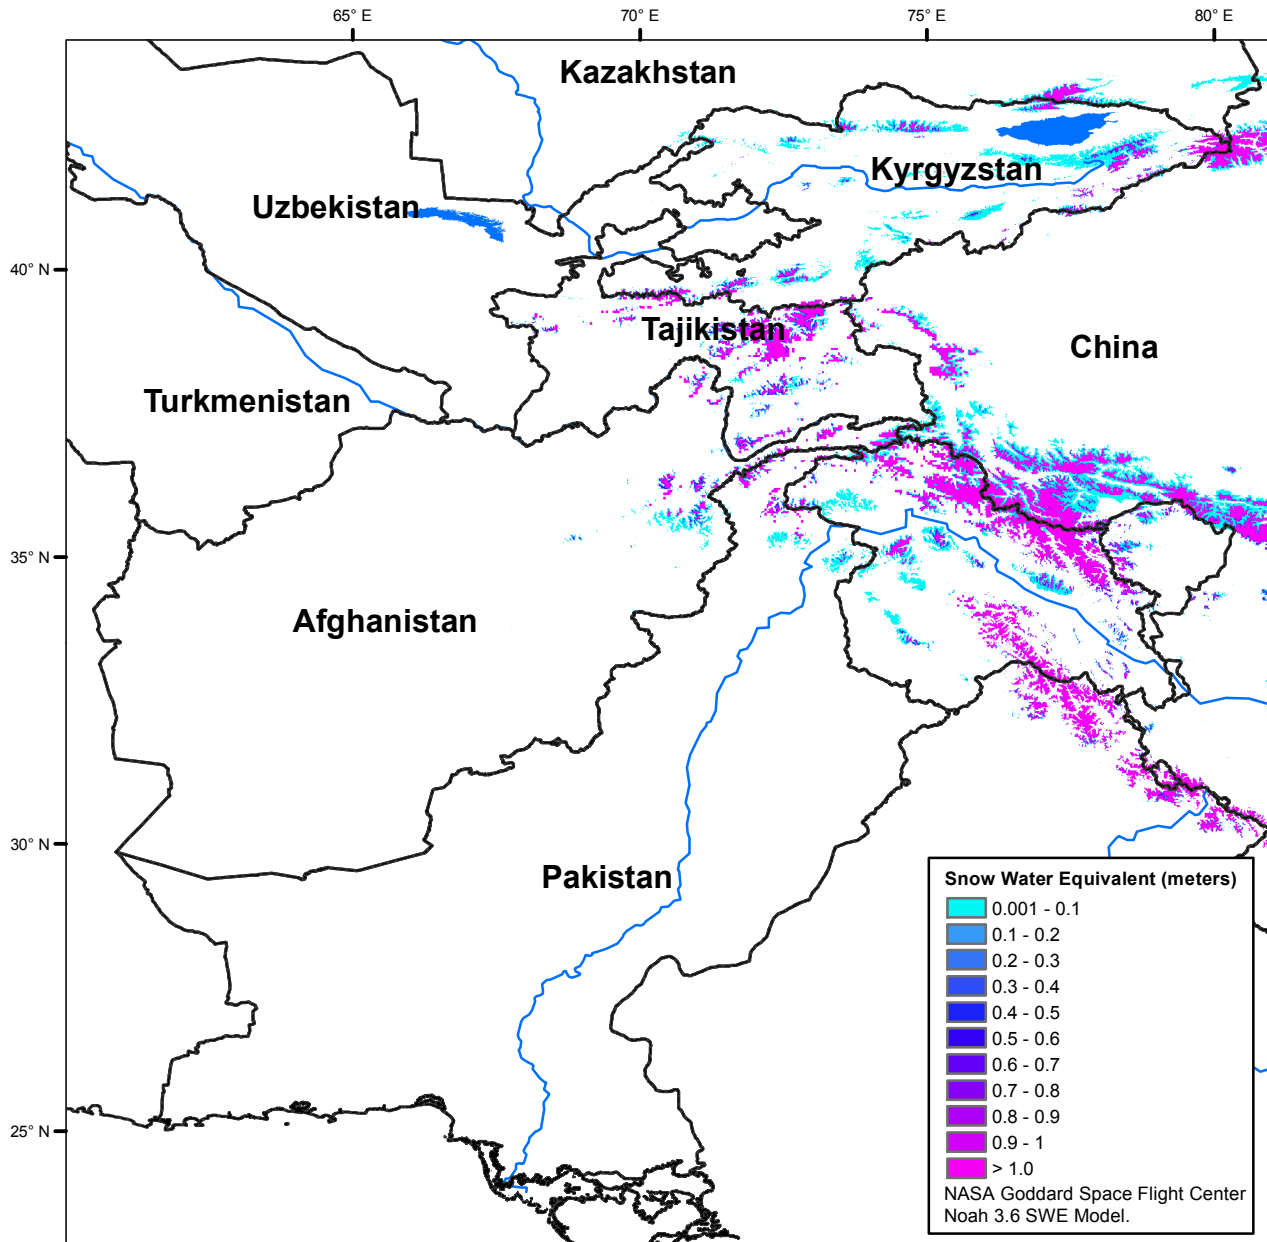 65° E
70° E
75° E
80° E
Kazakhstan
Kyrgyzstan
Uzbekistan
40° N
Tajikistan
China
Turkmenistan
35° N
Afghanistan
30° N
Pakistan
Snow Water Equivalent (meters)
0.001 - 0.1
0.1 - 0.2
0.2 - 0.3
0.3 - 0.4
0.4 - 0.5
0.5 - 0.6
0.6 - 0.7
0.7 - 0.8
0.8 - 0.9
0.9 - 1
> 1.0
NASA Goddard Space Flight Center
Noah 3.6 SWE Model.
25° N